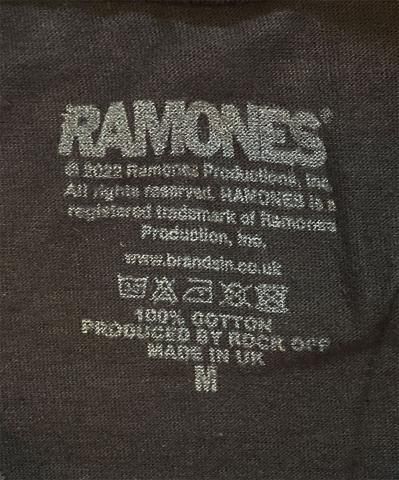 RAMONES®
© 2022 Ramones Productions, Inc.
All rights reserved. RAMONES is a
registered trademark of Ramones
Production, Inc.
www.brandsin.co.uk
100% COTTON
PRODUCED BY ROCK OFF
MADE IN UK
M